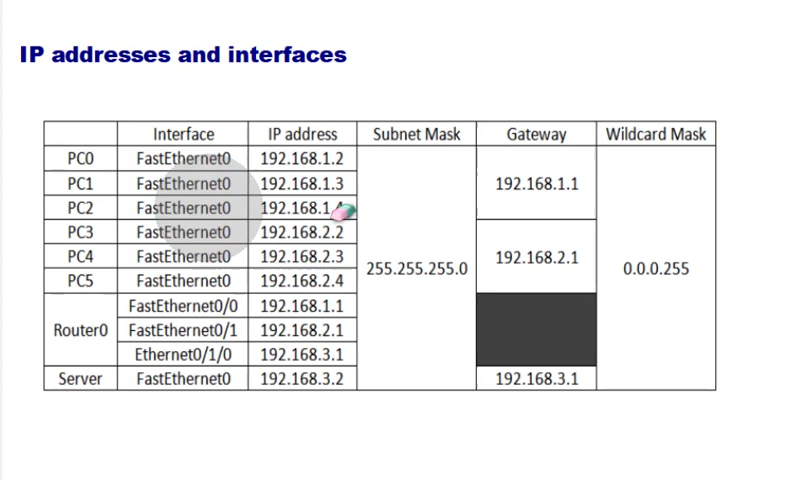 IP addresses and interfaces
Interface IP address Subnet Mask Gateway Wildcard Mask
PC0 FastEthernet0 192.168.1.2
PC1 FastEthernet0 192.168.1.3 192.168.1.1
PC2 FastEthernet0 192.168.1.
PC3 FastEthernet0 192.168.2.2
PC4 FastEthernet0 192.168.2.3 255.255.255.0 192.168.2.1 0.0.0.255
PC5 FastEthernet0 192.168.2.4
FastEthernet0/0 192.168.1.1
Router0 FastEthernet0/1 192.168.2.1
Ethernet0/1/0 192.168.3.1
Server FastEthernet0 192.168.3.2 192.168.3.1